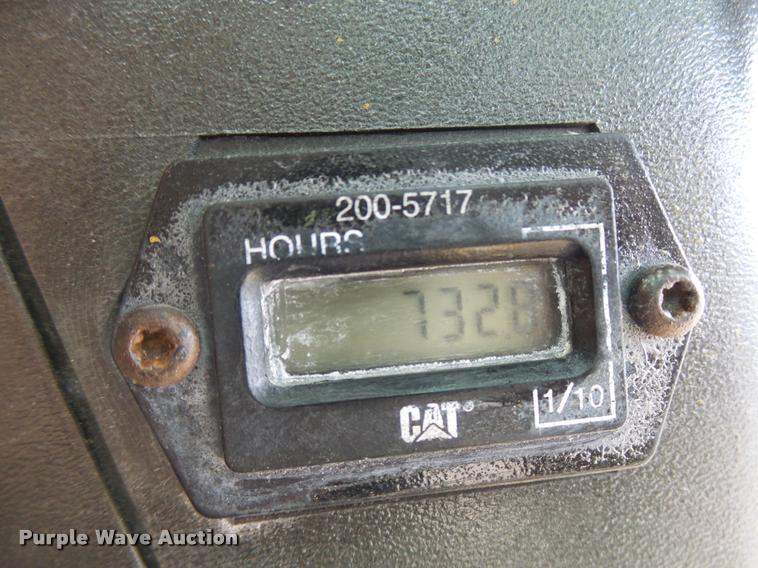 200-5717
HOURS
7328
CAT®
1/10
Purple Wave Auction